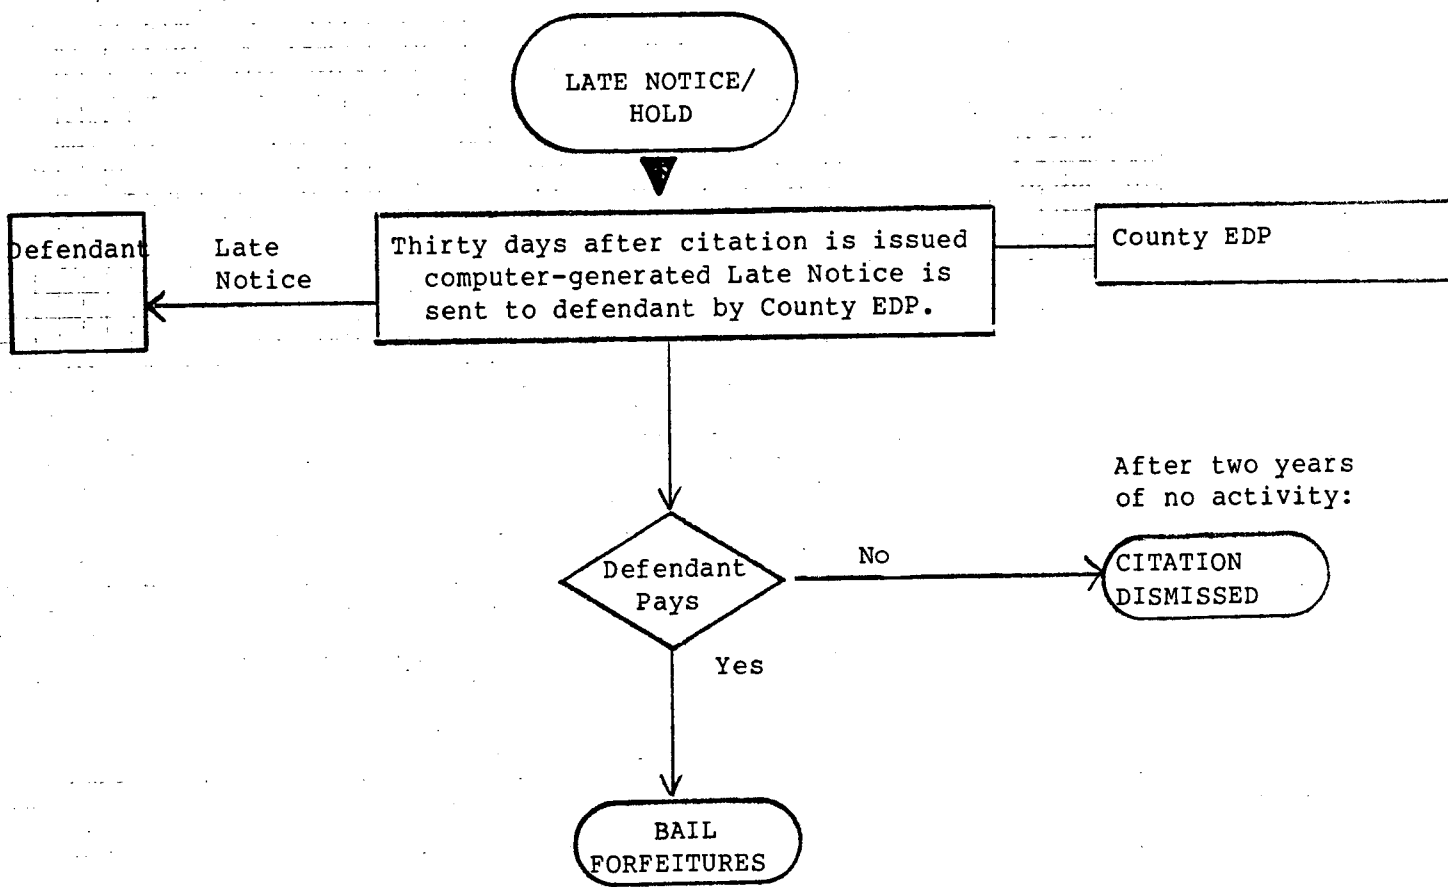 LATE NOTICE/
HOLD
Defendant
Late
Notice
Thirty days after citation is issued
computer-generated Late Notice is
sent to defendant by County EDP.
County EDP
After two years
of no activity:
Defendant
Pays
No
CITATION
DISMISSED
Yes
BAIL
FORFEITURES